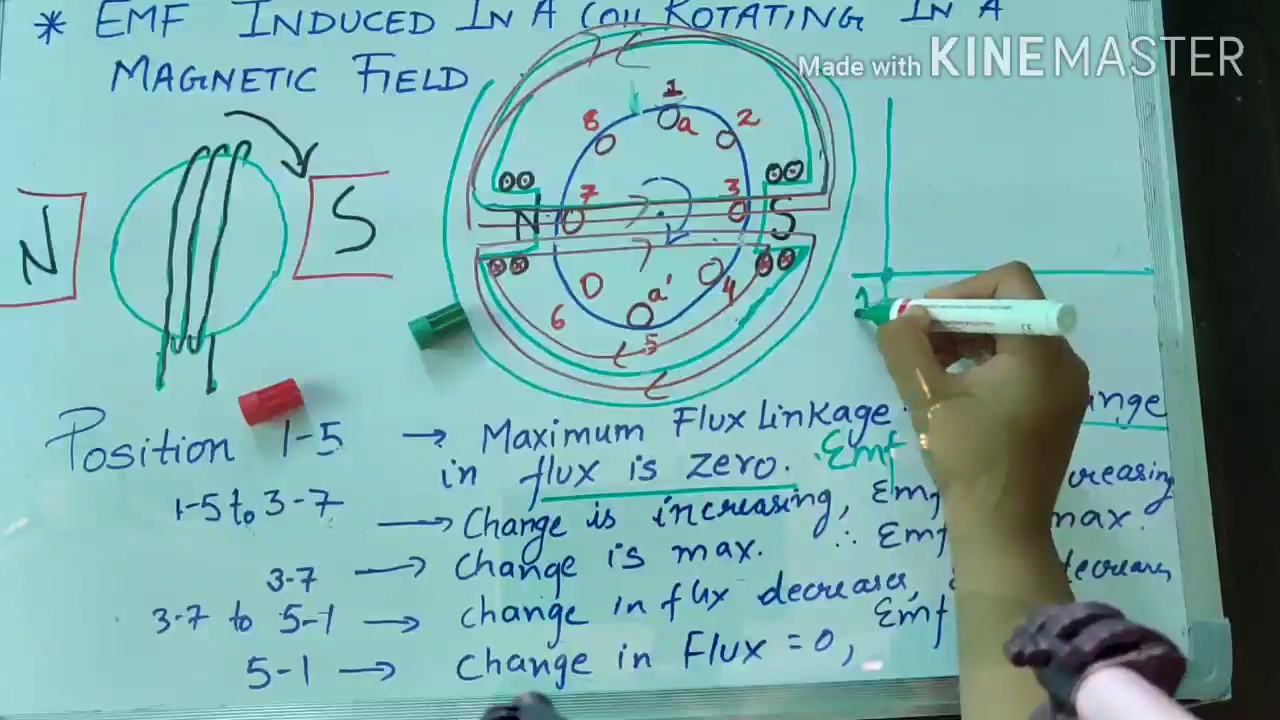 * EMF INDUCED IN A COIL ROTATING IN A
MAGNETIC FIELD
Made with KINEMASTER
N
S
1
a
2
8
3
7
N
S
a'
4
6
5
Position 1-5 → Maximum Flux Linkage
in flux is zero. Emf
1-5 to 3-7 → Change is increasing, Emf
3-7 → Change is max. ∴ Emf max.
3-7 to 5-1 → Change in flux decreases,
5-1 → Change in Flux = 0, Emf